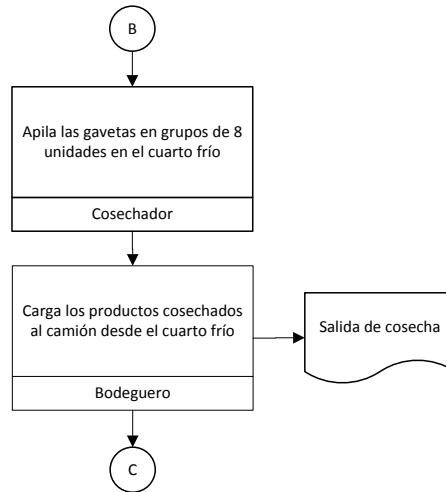 B
Apila las gavetas en grupos de 8
unidades en el cuarto frío
Cosechador
Carga los productos cosechados
al camión desde el cuarto frío
Salida de cosecha
Bodeguero
C